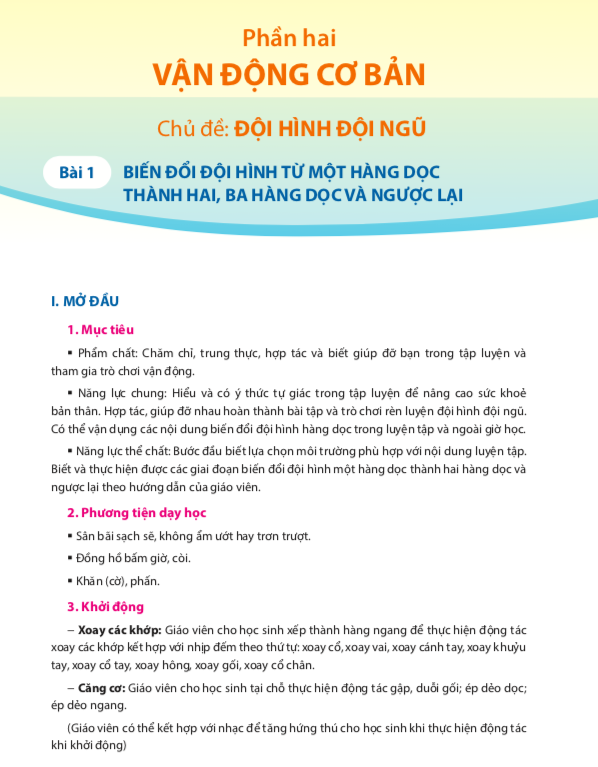 Phần hai
VẬN ĐỘNG CƠ BẢN
Chủ đề: ĐỘI HÌNH ĐỘI NGŨ
Bài 1
BIẾN ĐỔI ĐỘI HÌNH TỪ MỘT HÀNG DỌC
THÀNH HAI, BA HÀNG DỌC VÀ NGƯỢC LẠI
I. MỞ ĐẦU
1. Mục tiêu
▪ Phẩm chất: Chăm chỉ, trung thực, hợp tác và biết giúp đỡ bạn trong tập luyện và
tham gia trò chơi vận động.
▪ Năng lực chung: Hiểu và có ý thức tự giác trong tập luyện để nâng cao sức khoẻ
bản thân. Hợp tác, giúp đỡ nhau hoàn thành bài tập và trò chơi rèn luyện đội hình đội ngũ.
Có thể vận dụng các nội dung biến đổi đội hình hàng dọc trong luyện tập và ngoài giờ học.
▪ Năng lực thể chất: Bước đầu biết lựa chọn môi trường phù hợp với nội dung luyện tập.
Biết và thực hiện được các giai đoạn biến đổi đội hình một hàng dọc thành hai hàng dọc và
ngược lại theo hướng dẫn của giáo viên.
2. Phương tiện dạy học
▪ Sân bãi sạch sẽ, không ẩm ướt hay trơn trượt.
▪ Đồng hồ bấm giờ, còi.
▪ Khăn (cờ), phấn.
3. Khởi động
– Xoay các khớp: Giáo viên cho học sinh xếp thành hàng ngang để thực hiện động tác
xoay các khớp kết hợp với nhịp đếm theo thứ tự: xoay cổ, xoay vai, xoay cánh tay, xoay khuỷu
tay, xoay cổ tay, xoay hông, xoay gối, xoay cổ chân.
– Căng cơ: Giáo viên cho học sinh tại chỗ thực hiện động tác gập, duỗi gối; ép dẻo dọc;
ép dẻo ngang.
(Giáo viên có thể kết hợp với nhạc để tăng hứng thú cho học sinh khi thực hiện động tác
khi khởi động)